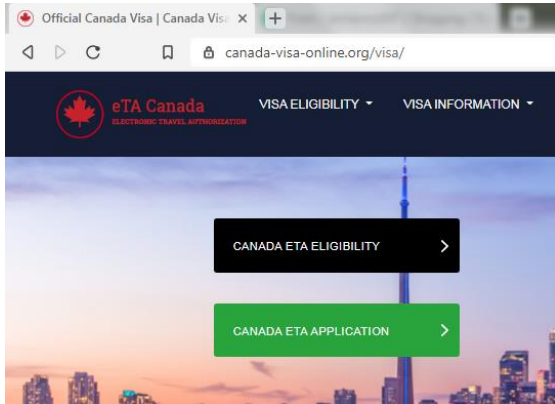 Official Canada Visa | Canada Vis
canada-visa-online.org/visa/
eTA Canada
ELECTRONIC TRAVEL AUTHORIZATION
VISA ELIGIBILITY
VISA INFORMATION
CANADA ETA ELIGIBILITY
CANADA ETA APPLICATION